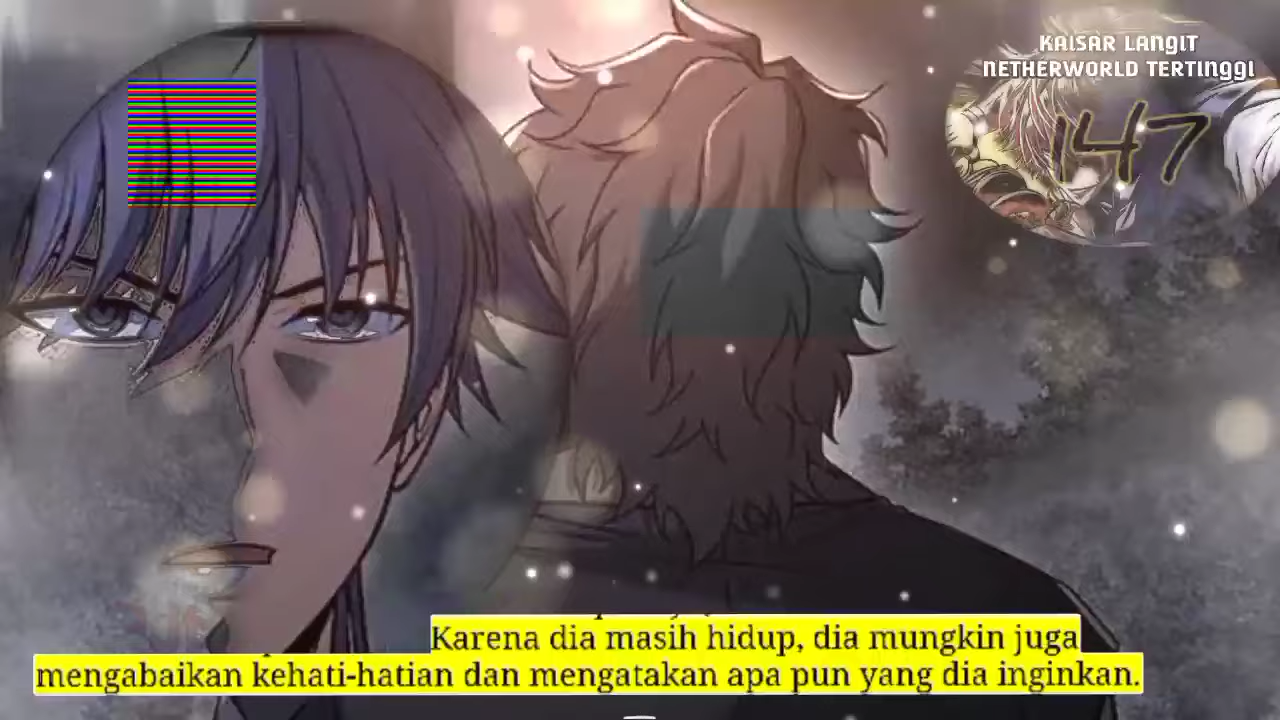 KAISAR LANGIT
NETHERWORLD TERTINGGI
147
Karena dia masih hidup, dia mungkin juga
mengabaikan kehati-hatian dan mengatakan apa pun yang dia inginkan.